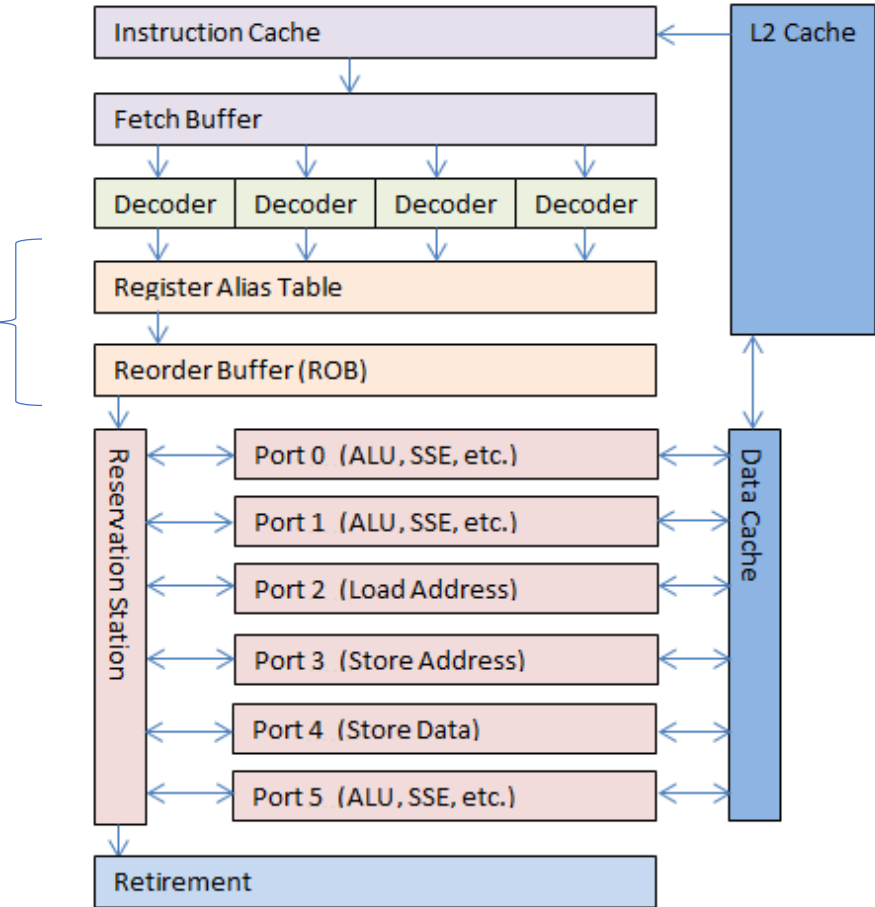 Instruction Cache
L2 Cache
Fetch Buffer
Decoder
Decoder
Decoder
Decoder
Register Alias Table
Reorder Buffer (ROB)
Reservation Station
Port 0 (ALU, SSE, etc.)
Port 1 (ALU, SSE, etc.)
Port 2 (Load Address)
Port 3 (Store Address)
Port 4 (Store Data)
Port 5 (ALU, SSE, etc.)
Data Cache
Retirement